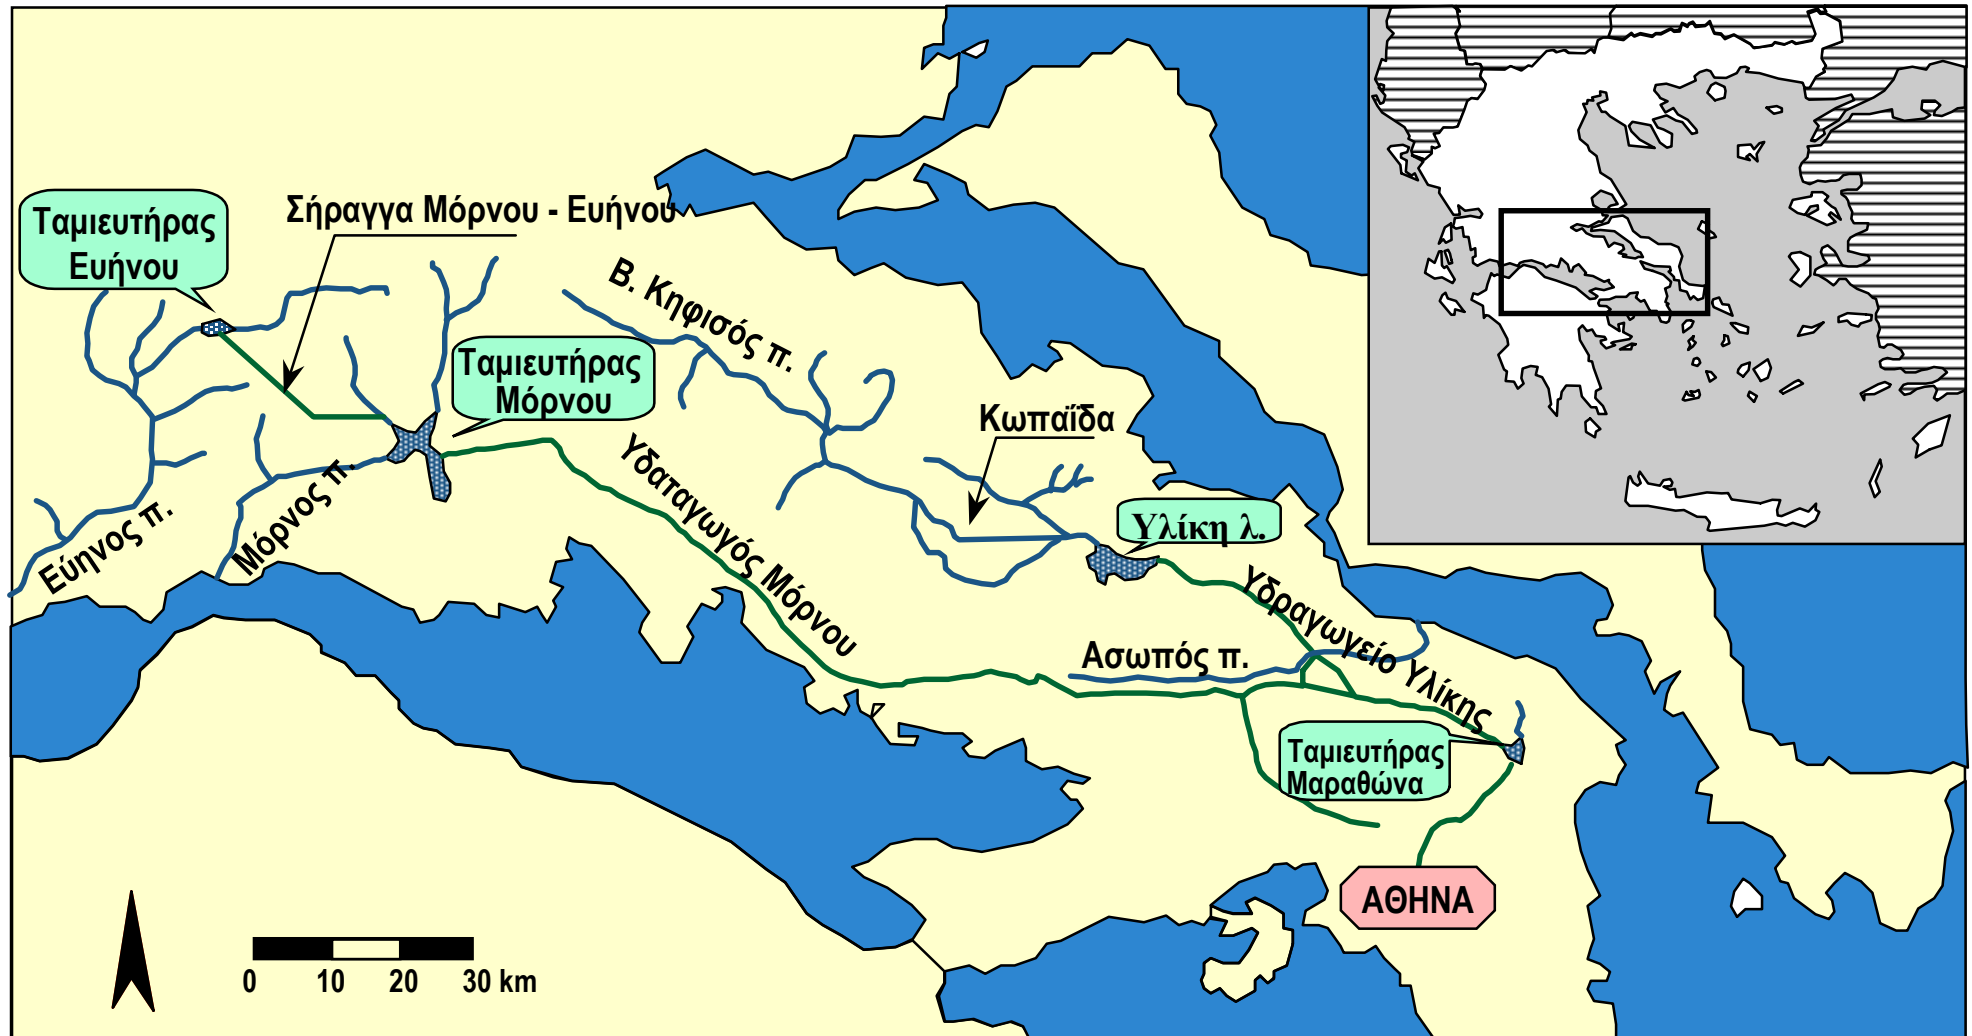 Ταμιευτήρας
Ευήνου
Σήραγγα Μόρνου - Ευήνου
Β. Κηφισός π.
Ταμιευτήρας
Μόρνου
Κωπαΐδα
Υδαταγωγός Μόρνου
Υλίκη λ.
Εύηνος π.
Μόρνος π.
Υδραγωγείο Υλίκης
Ασωπός π.
Ταμιευτήρας
Μαραθώνα
ΑΘΗΝΑ
0 10 20 30 km